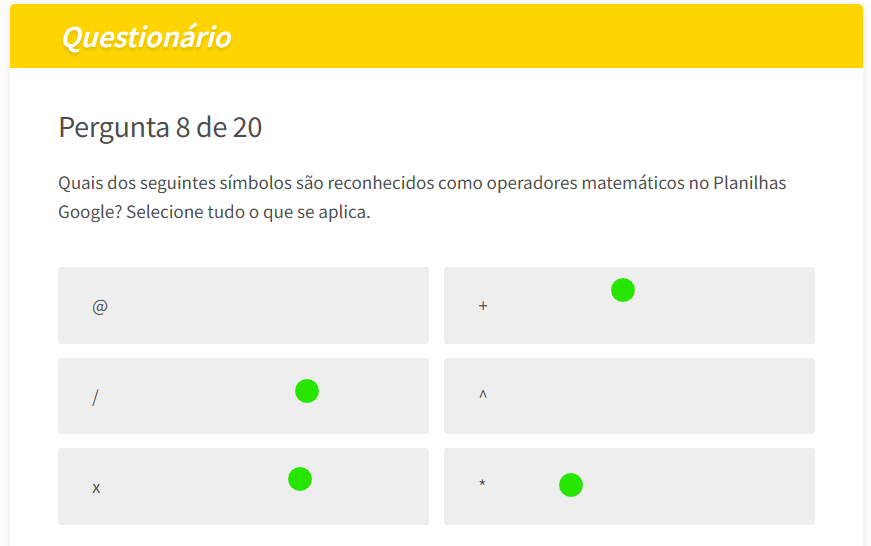 Questionário
Pergunta 8 de 20
Quais dos seguintes símbolos são reconhecidos como operadores matemáticos no Planilhas
Google? Selecione tudo o que se aplica.
@
+
/
^
x
*